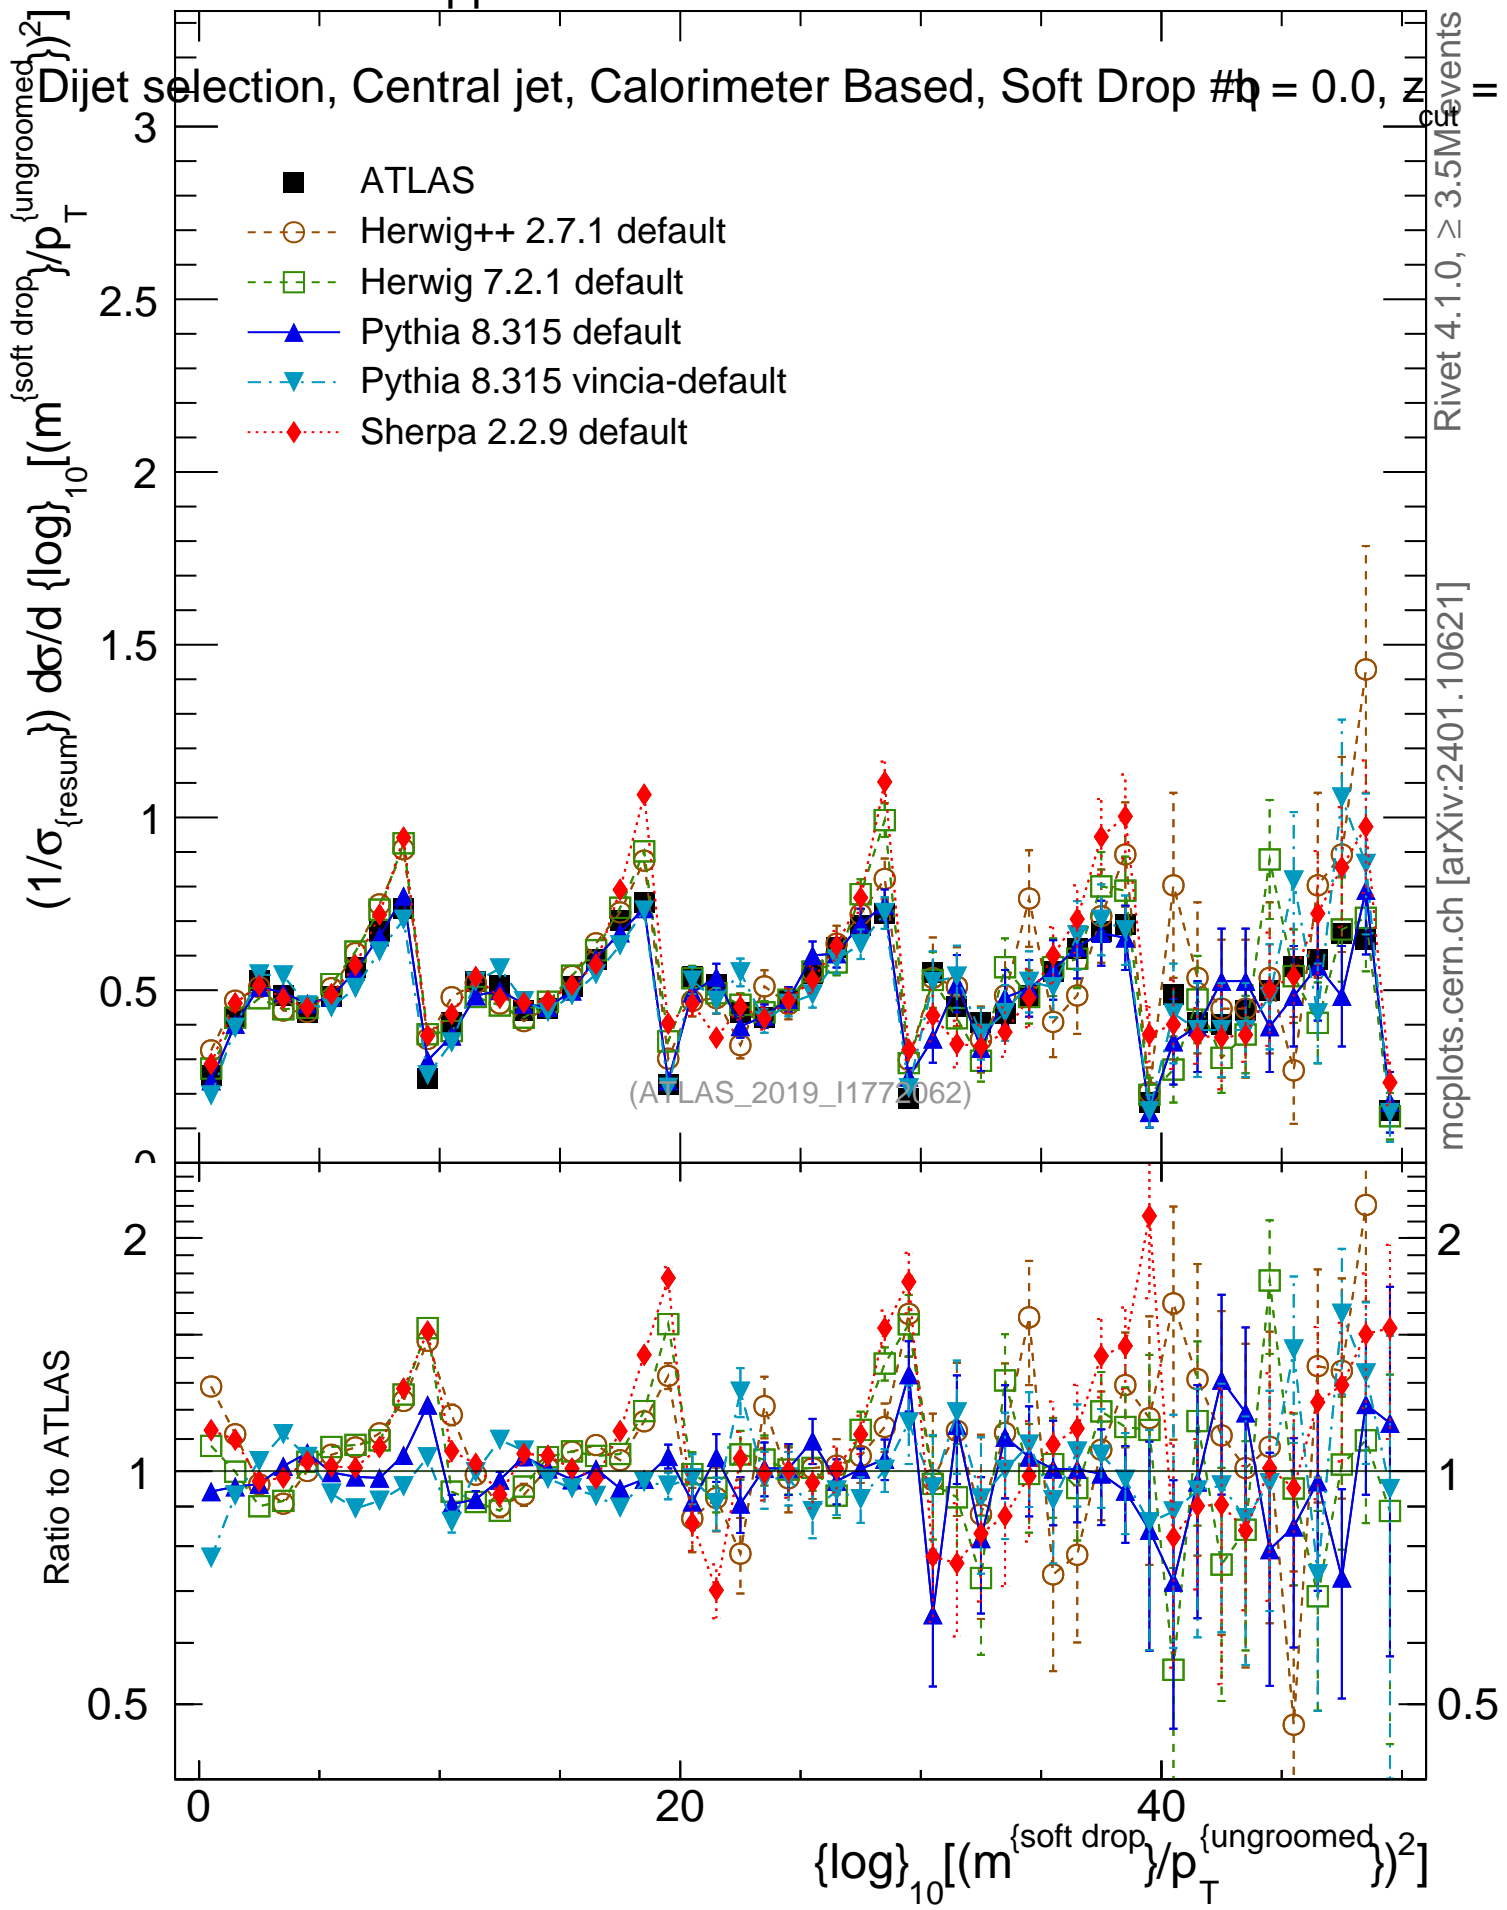 Dijet selection, Central jet, Calorimeter Based, Soft Drop = 0.0, z_cut =
ATLAS
Herwig++ 2.7.1 default
Herwig 7.2.1 default
Pythia 8.315 default
Pythia 8.315 vincia-default
Sherpa 2.2.9 default
(1/σ_{resum}) dσ/d {log}_10[(m^{soft drop}/p_T^{ungroomed})^2]
3
2.5
2
1.5
1
0.5
0
(ATLAS_2019_I1772062)
Rivet 4.1.0, ≥ 3.5M events
mcplots.cern.ch [arXiv:2401.10621]
Ratio to ATLAS
2
1
0.5
2
1
0.5
0
20
40
{log}_10[(m^{soft drop}/p_T^{ungroomed})^2]